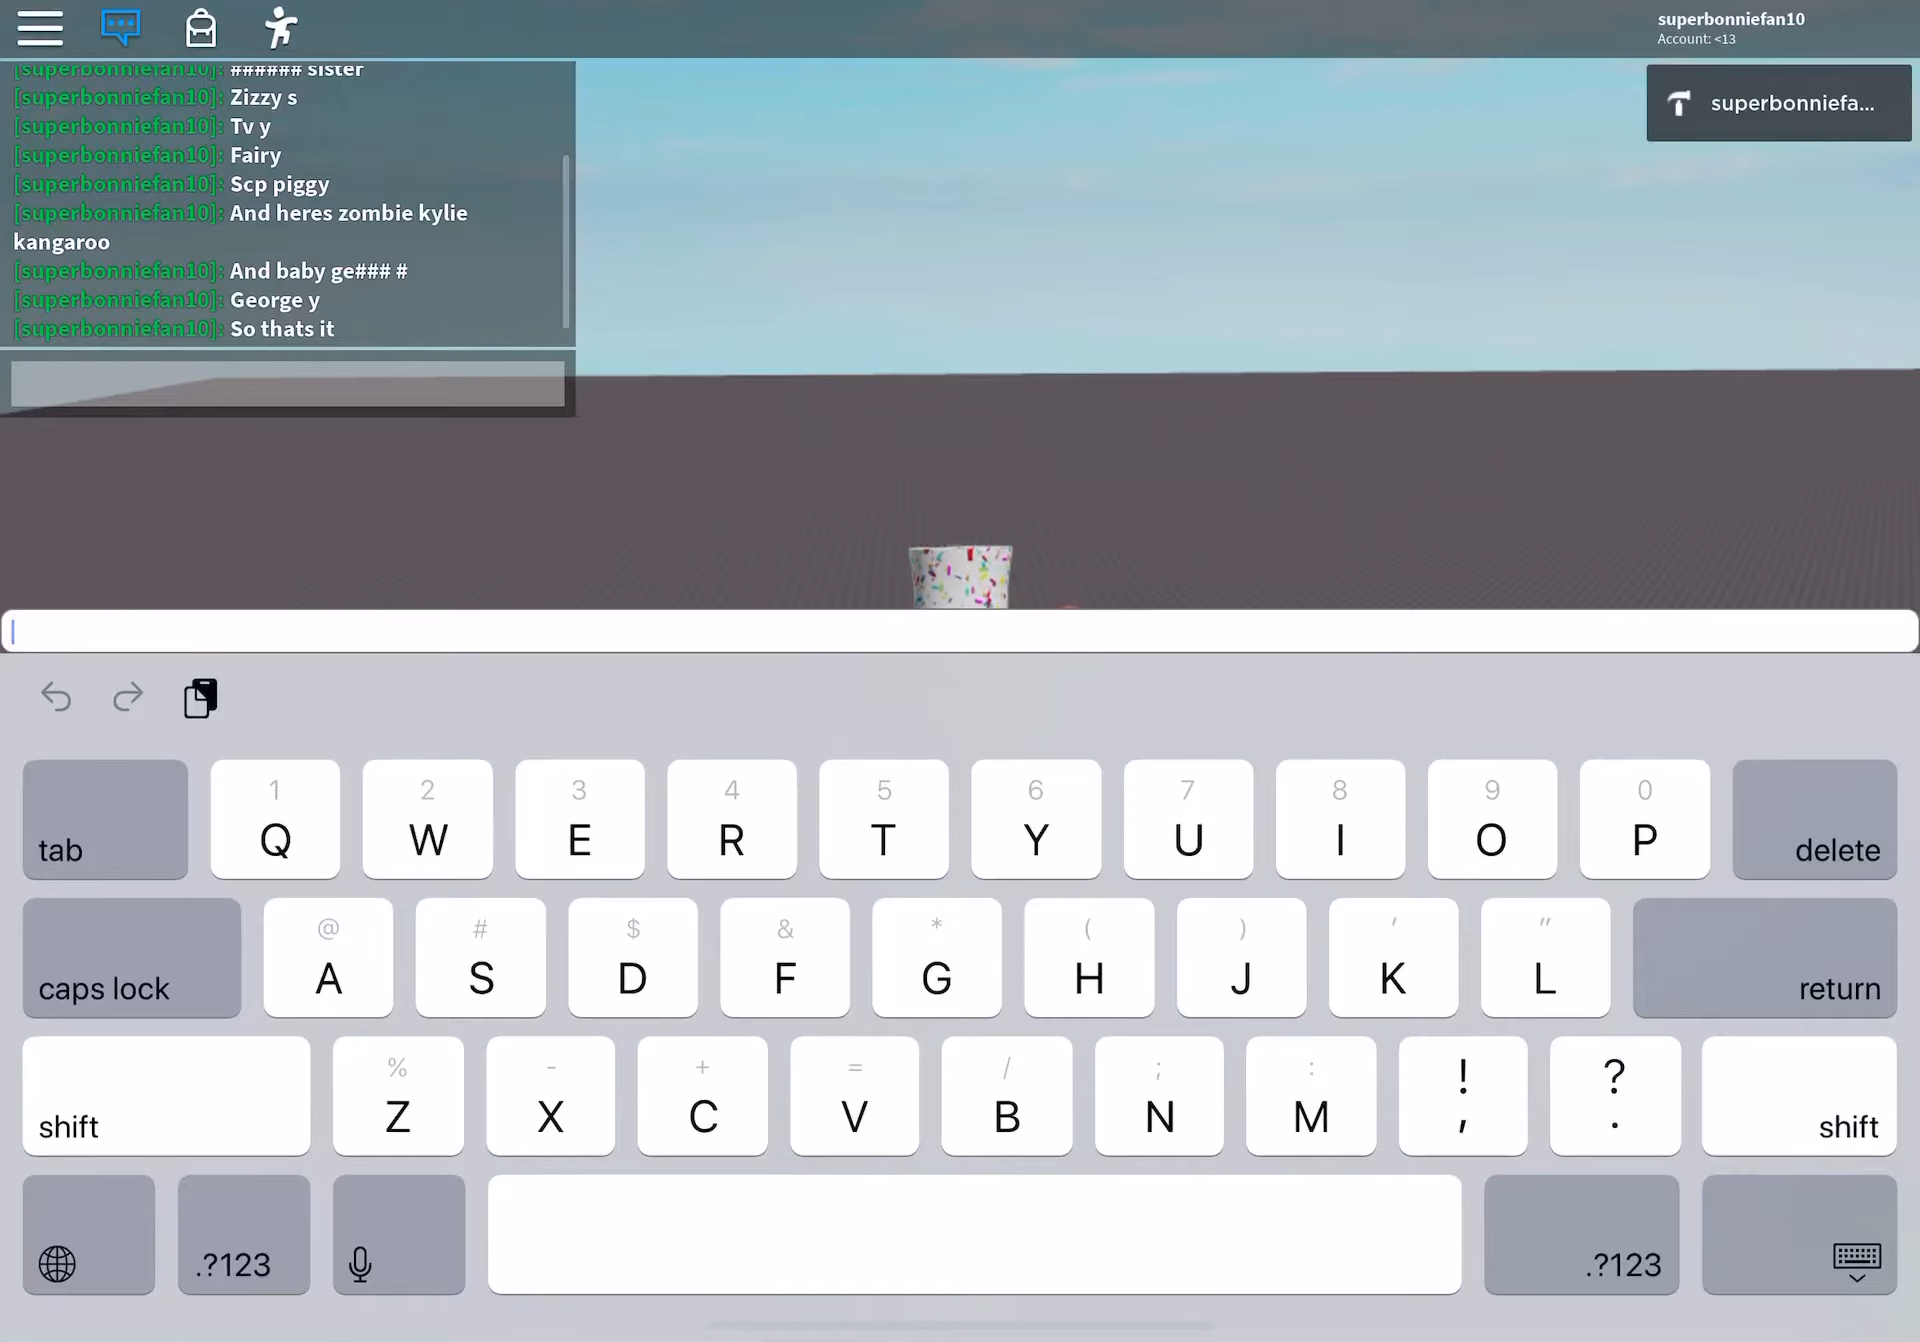 superbonniefan10
Account: <13
superbonniefa...
[superbonniefan10]: ###### sister
[superbonniefan10]: Zizzy s
[superbonniefan10]: Tv y
[superbonniefan10]: Fairy
[superbonniefan10]: Scp piggy
[superbonniefan10]: And heres zombie kylie
kangaroo
[superbonniefan10]: And baby ge### #
[superbonniefan10]: George y
[superbonniefan10]: So thats it
1 2 3 4 5 6 7 8 9 0
tab Q W E R T Y U I O P delete
@ # $ & * ( ) ' "
caps lock A S D F G H J K L return
% - + = / ; : ! ?
shift Z X C V B N M , . shift
.?123 .?123